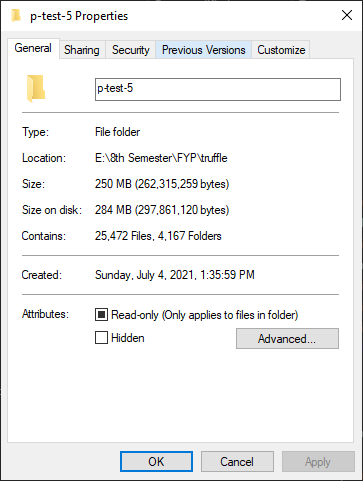 p-test-5 Properties
General Sharing Security Previous Versions Customize
p-test-5
Type: File folder
Location: E:\8th Semester\FYP\truffle
Size: 250 MB (262,315,259 bytes)
Size on disk: 284 MB (297,861,120 bytes)
Contains: 25,472 Files, 4,167 Folders
Created: Sunday, July 4, 2021, 1:35:59 PM
Attributes: Read-only (Only applies to files in folder)
Hidden Advanced...
OK Cancel Apply